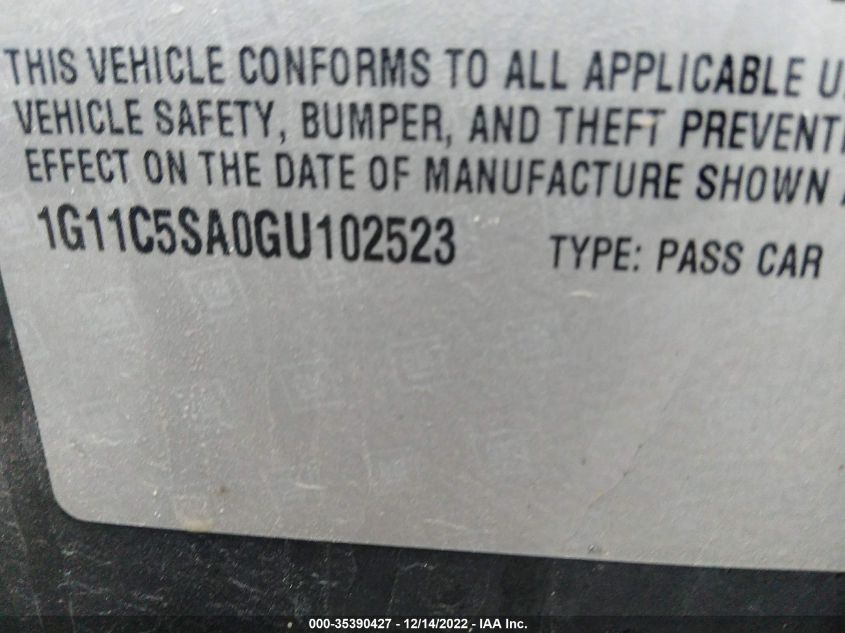 THIS VEHICLE CONFORMS TO ALL APPLICABLE
VEHICLE SAFETY, BUMPER, AND THEFT
EFFECT ON THE DATE OF MANUFACTURE SHOWN
1G11C5SA0GU102523 TYPE: PASS CAR
000-35390427 - 12/14/2022 - IAA Inc.